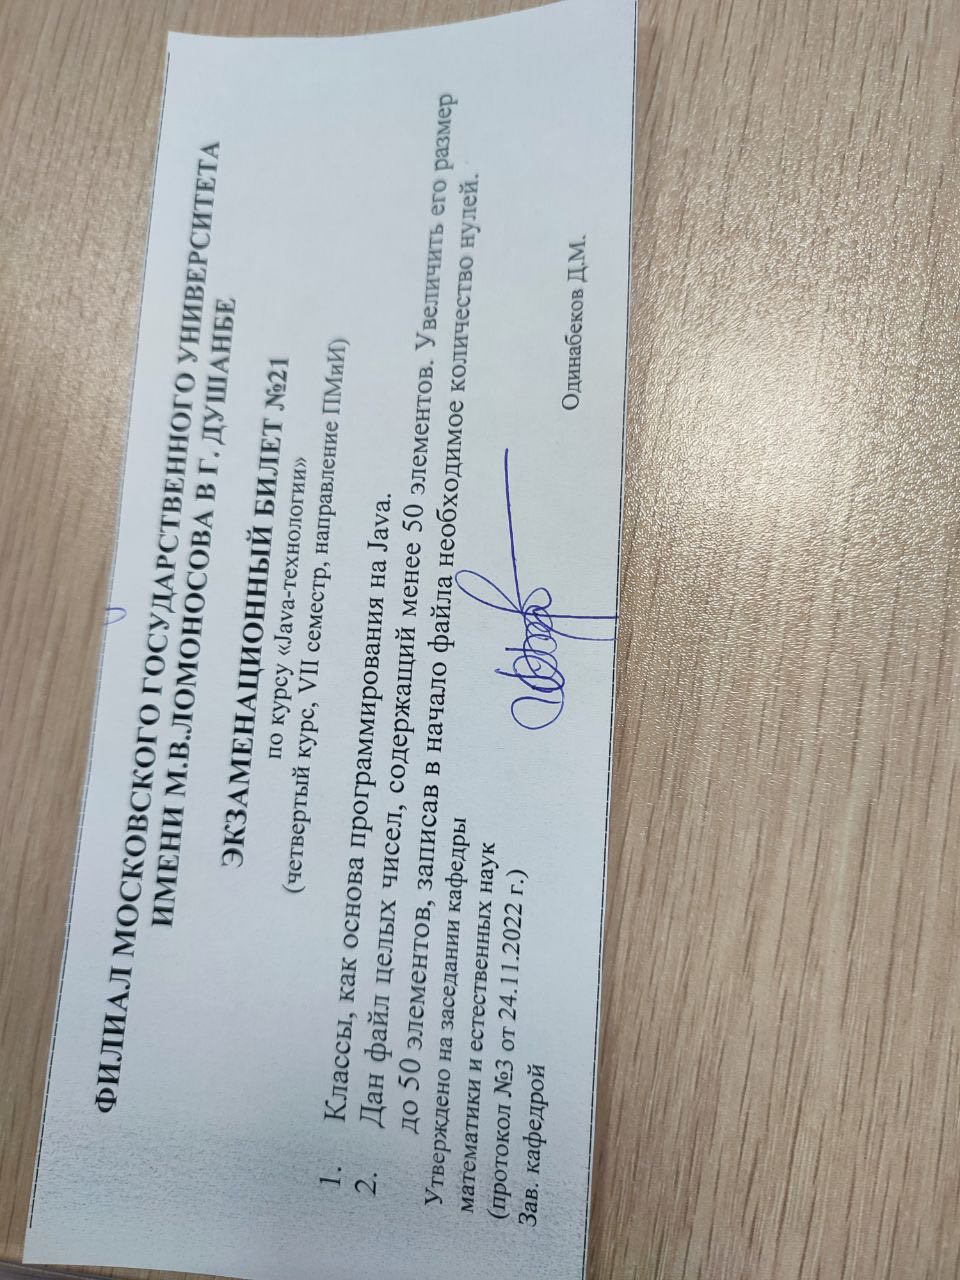 ФИЛИАЛ МОСКОВСКОГО ГОСУДАРСТВЕННОГО УНИВЕРСИТЕТА
ИМЕНИ М.В.ЛОМОНОСОВА В Г. ДУШАНБЕ
ЭКЗАМЕНАЦИОННЫЙ БИЛЕТ №21
по курсу «Java-технологии»
(четвертый курс, VII семестр, направление ПМиИ)
1. Классы, как основа программирования на Java.
2. Дан файл целых чисел, содержащий менее 50 элементов. Увеличить его размер
до 50 элементов, записав в начало файла необходимое количество нулей.
Утверждено на заседании кафедры
математики и естественных наук
(протокол №3 от 24.11.2022 г.)
Зав. кафедрой
Одинабеков Д.М.